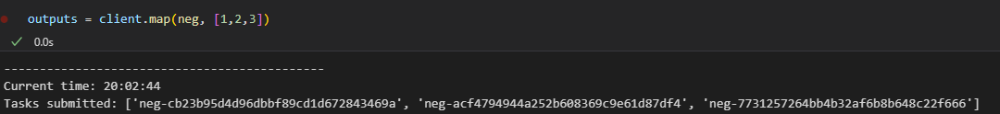 outputs = client.map(neg, [1,2,3])
0.0s
---------------------------------------------
Current time: 20:02:44
Tasks submitted: ['neg-cb23b95d4d96dbbf89cd1d672843469a', 'neg-acf4794944a252b608369c9e61d87df4', 'neg-7731257264bb4b32af6b8b648c22f666']